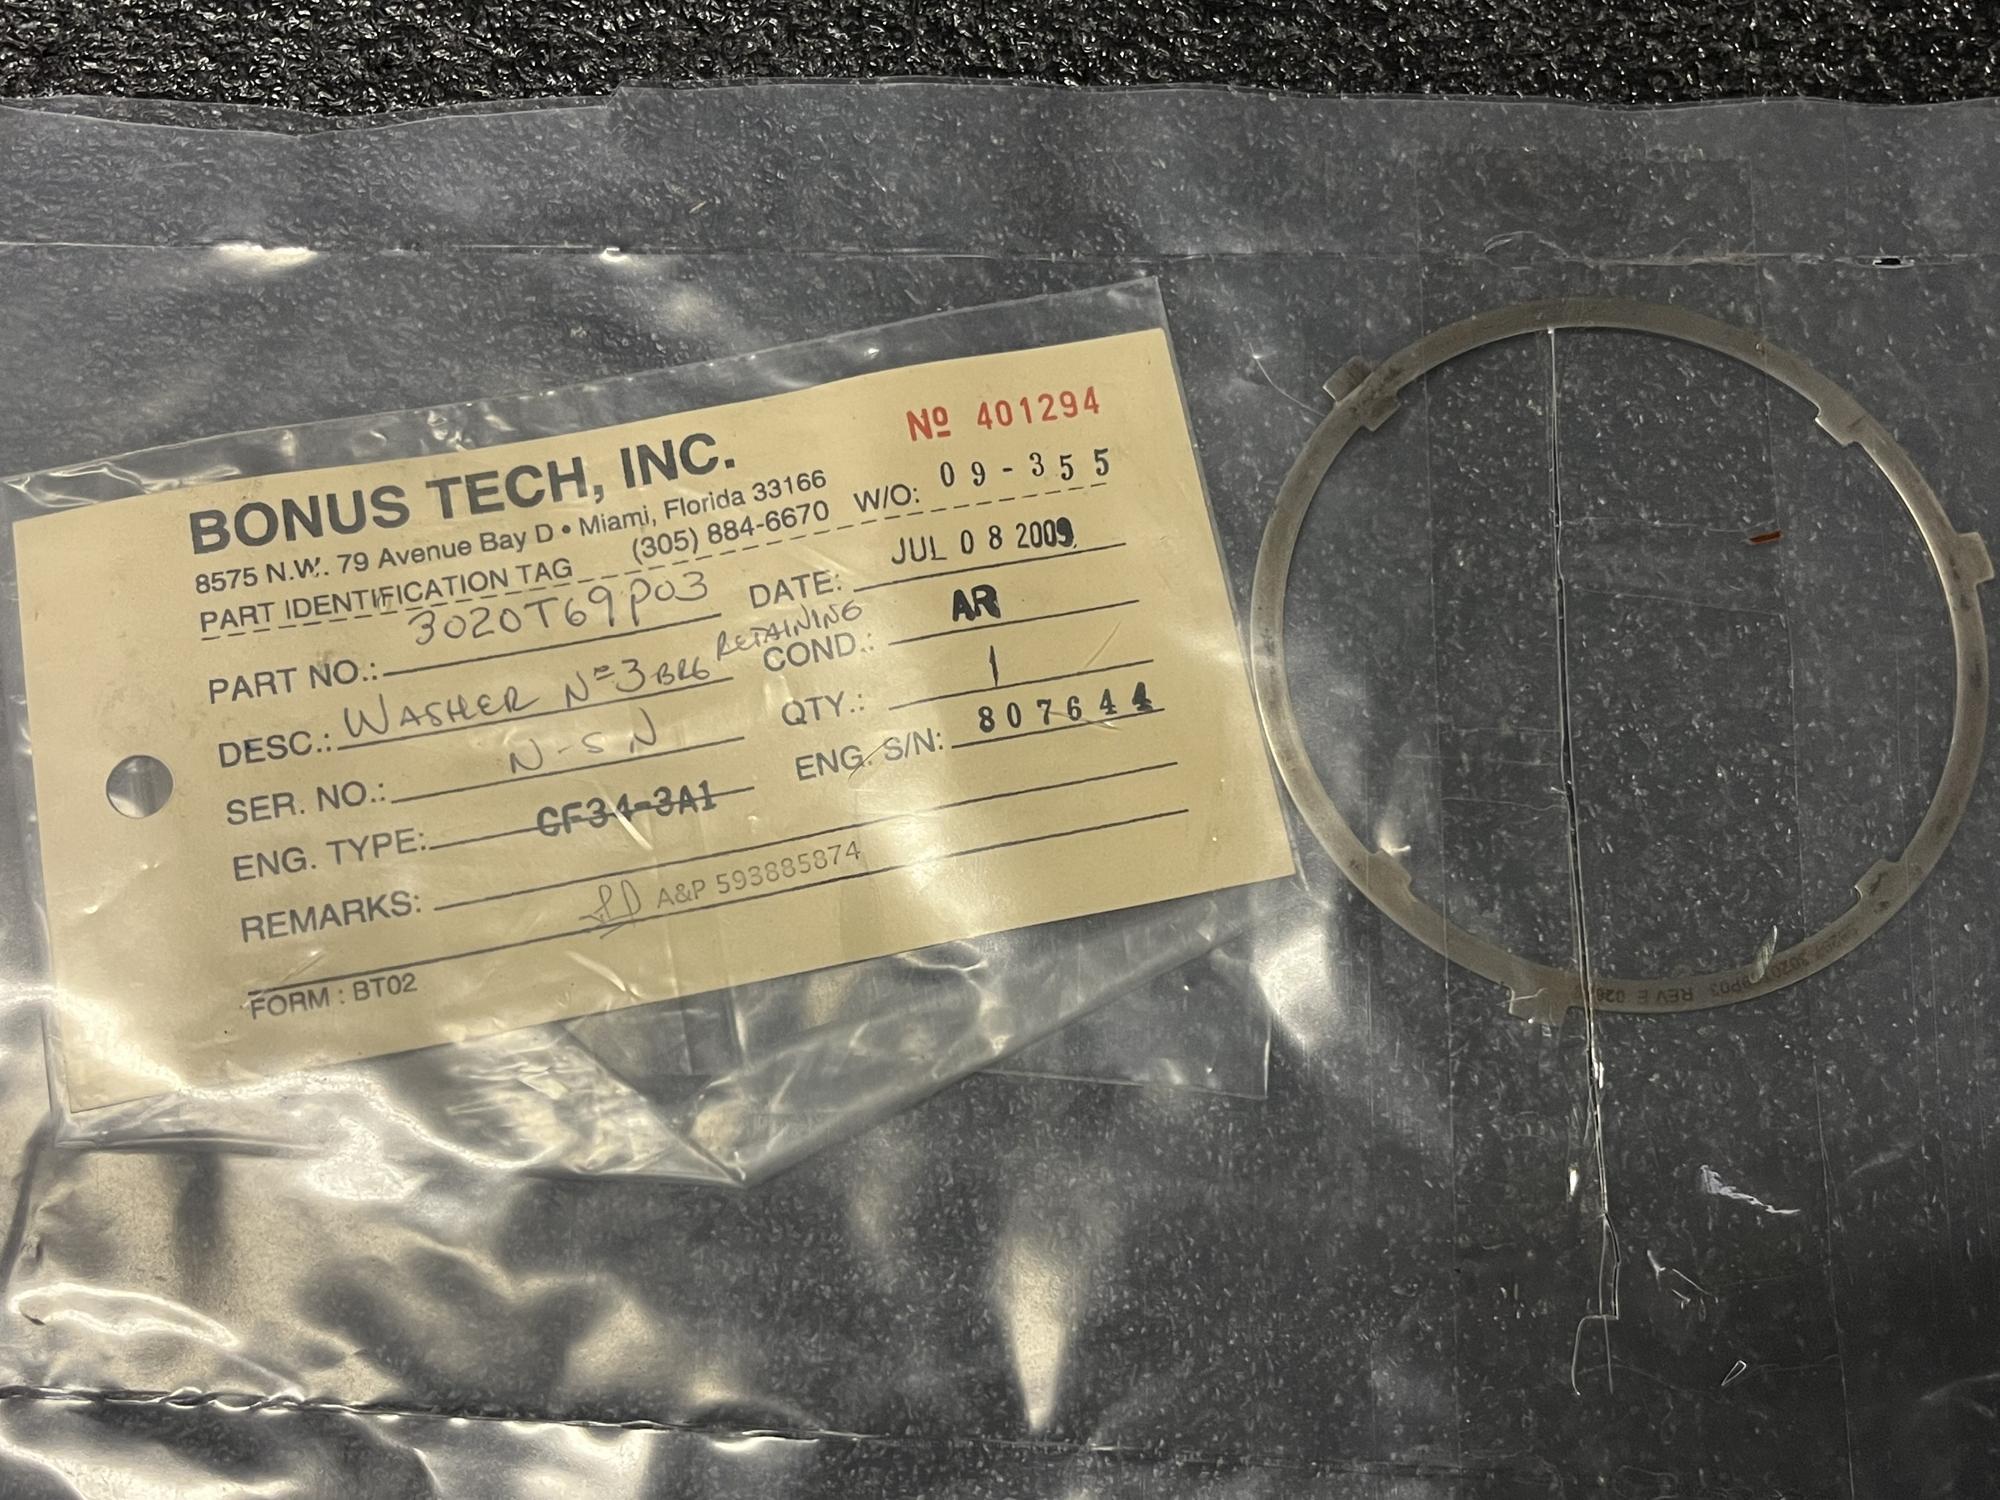 BONUS TECH, INC.
Nº 401294
8575 N.W. 79 Avenue Bay D • Miami, Florida 33166
PART IDENTIFICATION TAG (305) 884-6670
W/O: 09-355
PART NO.: 3020T69P03
DATE: JUL 08 2009
DESC.: WASHER Nº3 BRG RETAINING
COND.: AR
SER. NO.: N-SN
QTY.: 1
ENG. TYPE: CF34-3A1
ENG. S/N: 807644
REMARKS:
A&P 593885874
FORM : BT02
P03 REV E